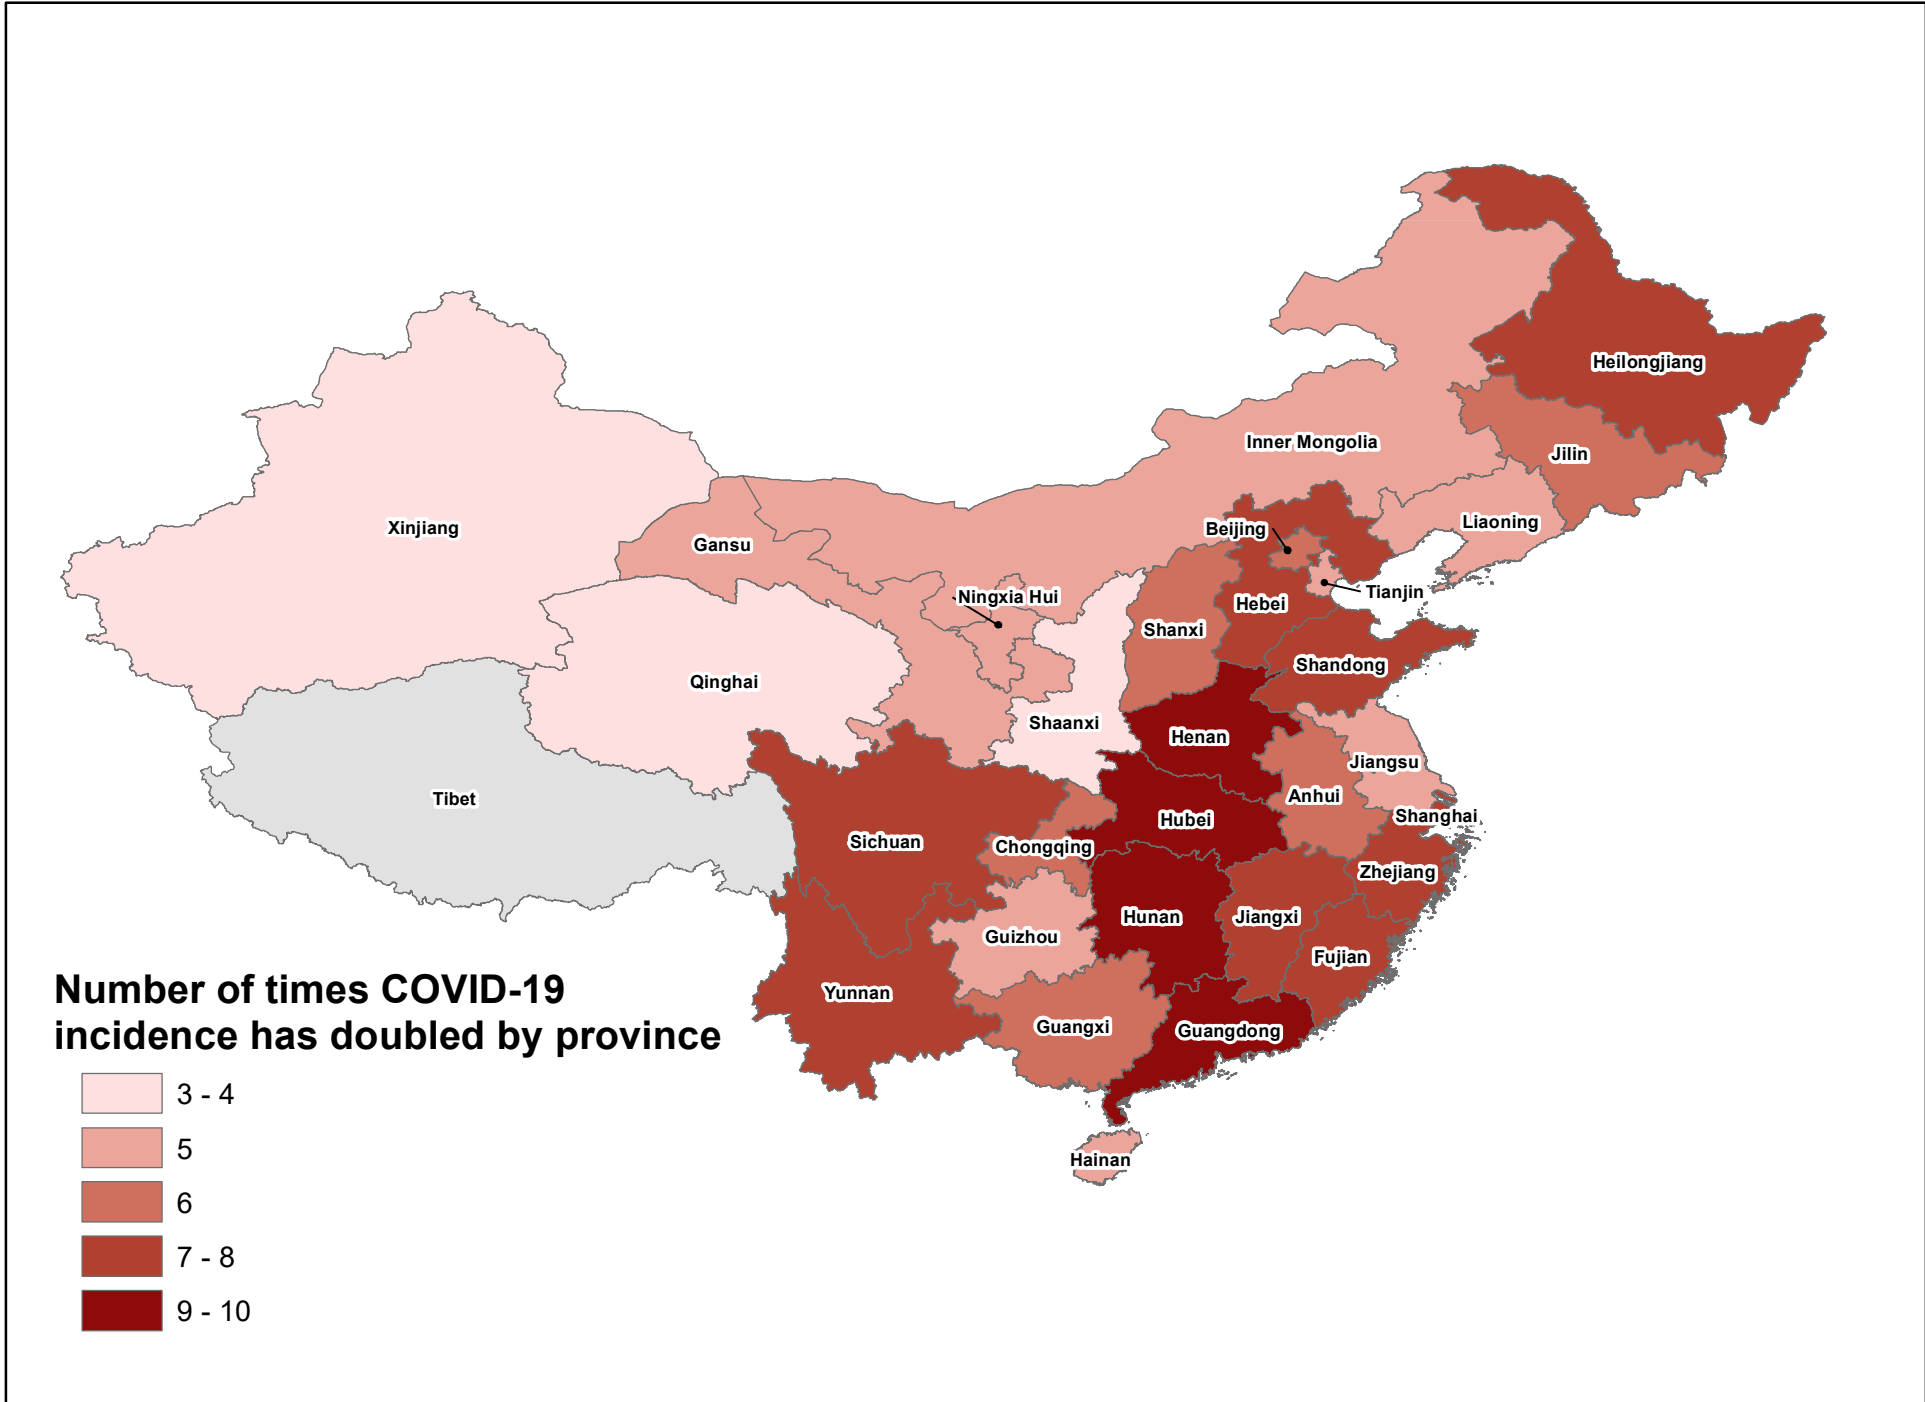 Heilongjiang
Inner Mongolia
Jilin
Xinjiang
Gansu
Beijing
Liaoning
Ningxia Hui
Tianjin
Hebei
Shanxi
Shandong
Qinghai
Shaanxi
Henan
Jiangsu
Tibet
Anhui
Shanghai
Hubei
Sichuan
Chongqing
Zhejiang
Hunan
Jiangxi
Guizhou
Fujian
Yunnan
Guangxi
Guangdong
Hainan
Number of times COVID-19
incidence has doubled by province
3 - 4
5
6
7 - 8
9 - 10